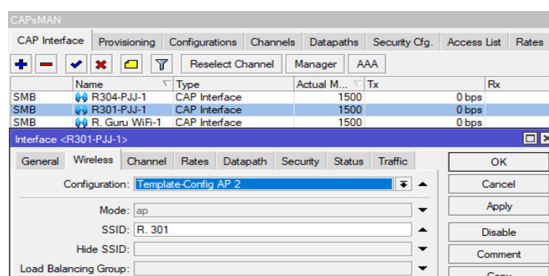 CAPsMAN
CAP Interface Provisioning Configurations Channels Datapaths Security Cfg. Access List Rates
Reselect Channel Manager AAA
Name Type Actual M... Tx Rx
SMB R304-PJJ-1 CAP Interface 1500 0 bps
SMB R301-PJJ-1 CAP Interface 1500 0 bps
SMB R. Guru WiFi-1 CAP Interface 1500 0 bps
Interface <R301-PJJ-1>
General Wireless Channel Rates Datapath Security Status Traffic OK
Configuration: Template-Config AP 2 Cancel
Mode: ap Apply
SSID: R. 301 Disable
Hide SSID: Comment
Load Balancing Group: Copy